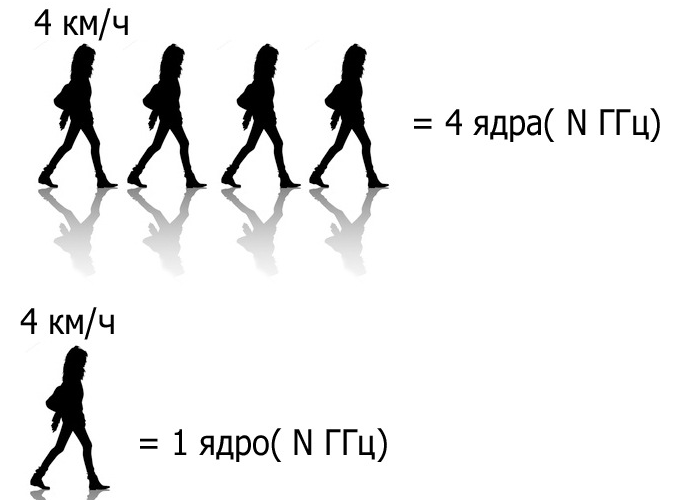 4 км/ч
= 4 ядра( N ГГц)
4 км/ч
= 1 ядро( N ГГц)